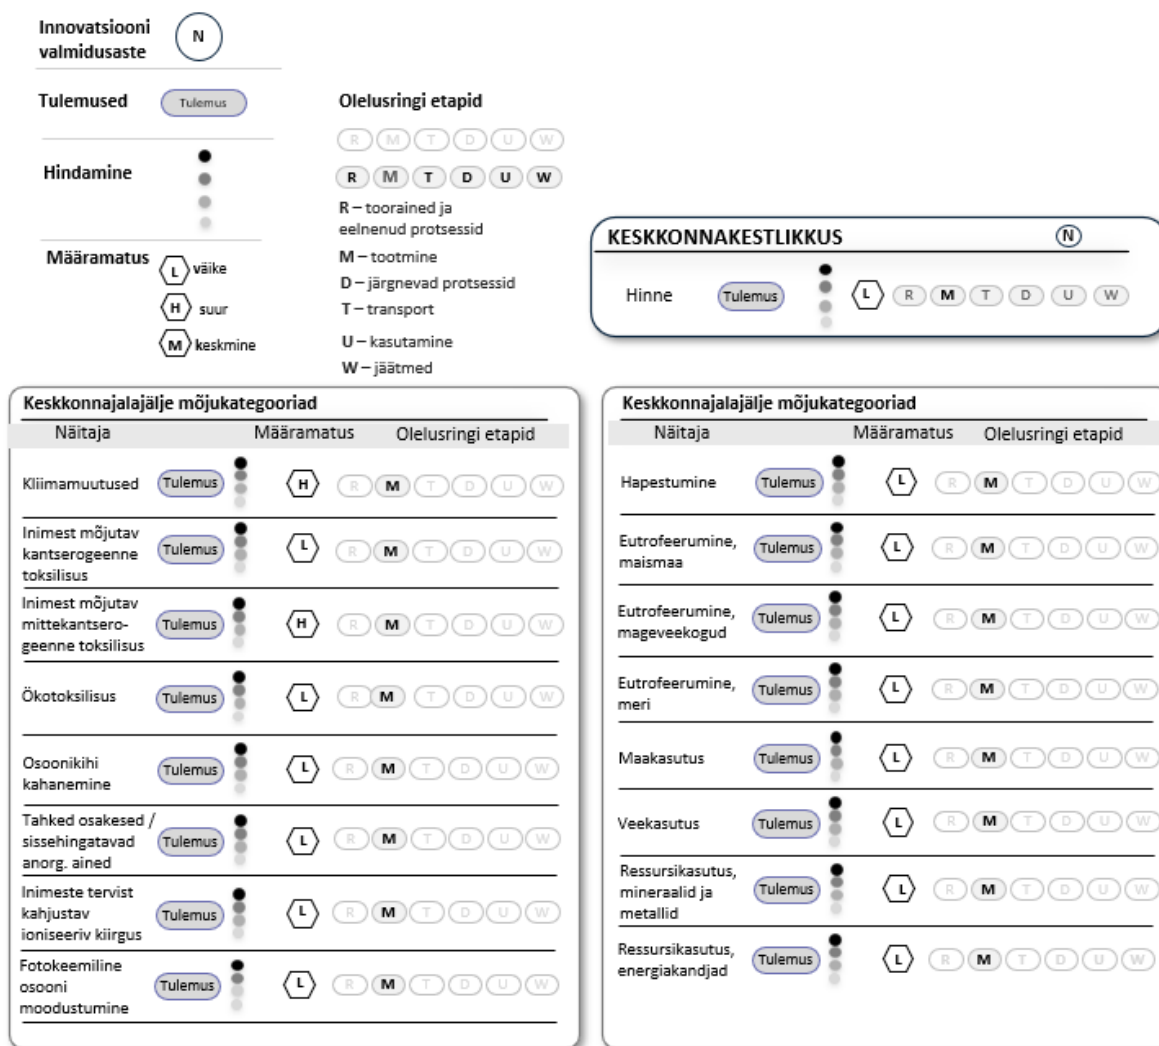 Innovatsiooni
valmidusaste
N
Tulemused
Tulemus
Hindamine
Määramatus
L väike
H suur
M keskmine
Olelusringi etapid
R M T D U W
R M T D U W
R – toorained ja
eelnenud protsessid
M – tootmine
D – järgnevad protsessid
T – transport
U – kasutamine
W – jäätmed
KESKKONNAKESTLIKKUS N
Hinne Tulemus L R M T D U W
Keskkonnajalajälje mõjukategooriad
Näitaja Määramatus Olelusringi etapid
Kliimamuutused Tulemus H R M T D U W
Inimest mõjutav
kantserogeenne
toksilisus
Tulemus L R M T D U W
Inimest mõjutav
mittekantsero-
geenne toksilisus
Tulemus H R M T D U W
Ökotoksilisus Tulemus L R M T D U W
Osoonikihi
kahanemine
Tulemus L R M T D U W
Tahked osakesed /
sissehingatavad
anorg. ained
Tulemus L R M T D U W
Inimeste tervist
kahjustav
ioniseeriv kiirgus
Tulemus L R M T D U W
Fotokeemiline
osooni
moodustumine
Tulemus L R M T D U W
Keskkonnajalajälje mõjukategooriad
Näitaja Määramatus Olelusringi etapid
Hapestumine Tulemus L R M T D U W
Eutrofeerumine,
maismaa
Tulemus L R M T D U W
Eutrofeerumine,
mageveekogud
Tulemus L R M T D U W
Eutrofeerumine,
meri
Tulemus L R M T D U W
Maakasutus Tulemus L R M T D U W
Veekasutus Tulemus L R M T D U W
Ressursikasutus,
mineraalid ja
metallid
Tulemus L R M T D U W
Ressursikasutus,
energiakandjad
Tulemus L R M T D U W